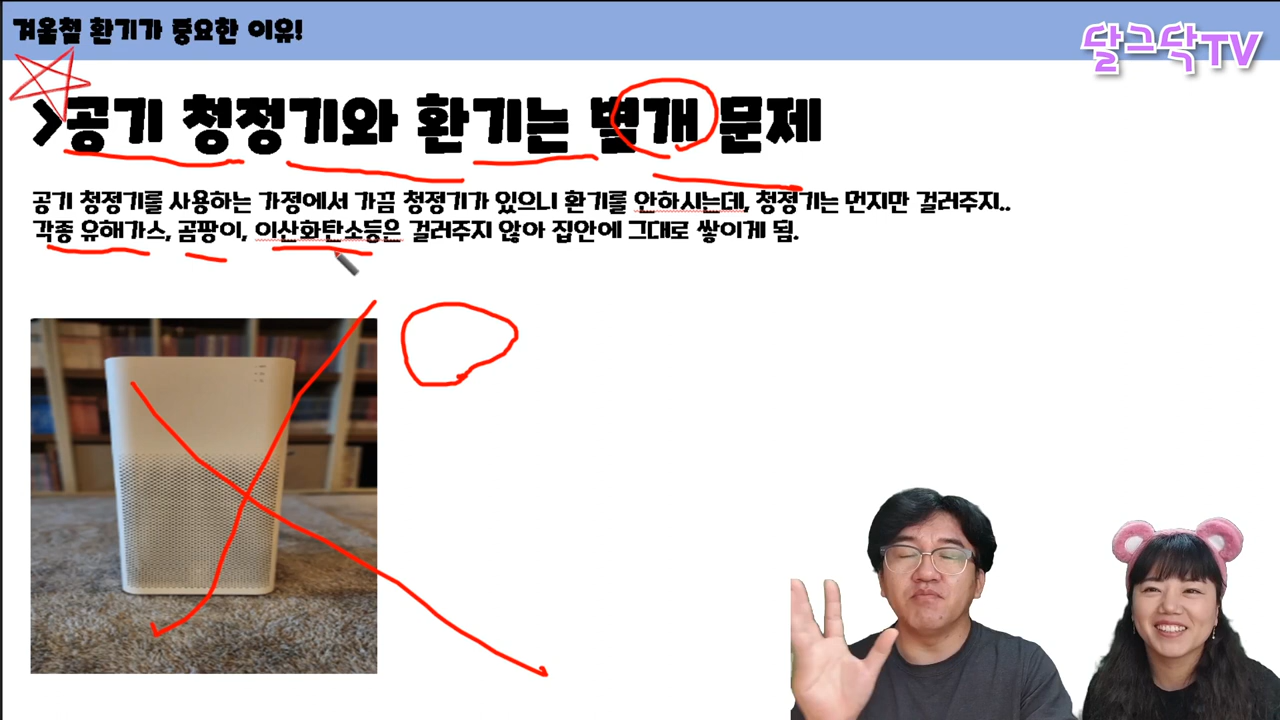 겨울철 환기가 중요한 이유!
달그닥TV
>공기 청정기와 환기는 별개 문제
공기 청정기를 사용하는 가정에서 가끔 청정기가 있으니 환기를 안하시는데, 청정기는 먼지만 걸러주지..
각종 유해가스, 곰팡이, 이산화탄소등은 걸러주지 않아 집안에 그대로 쌓이게 됨.